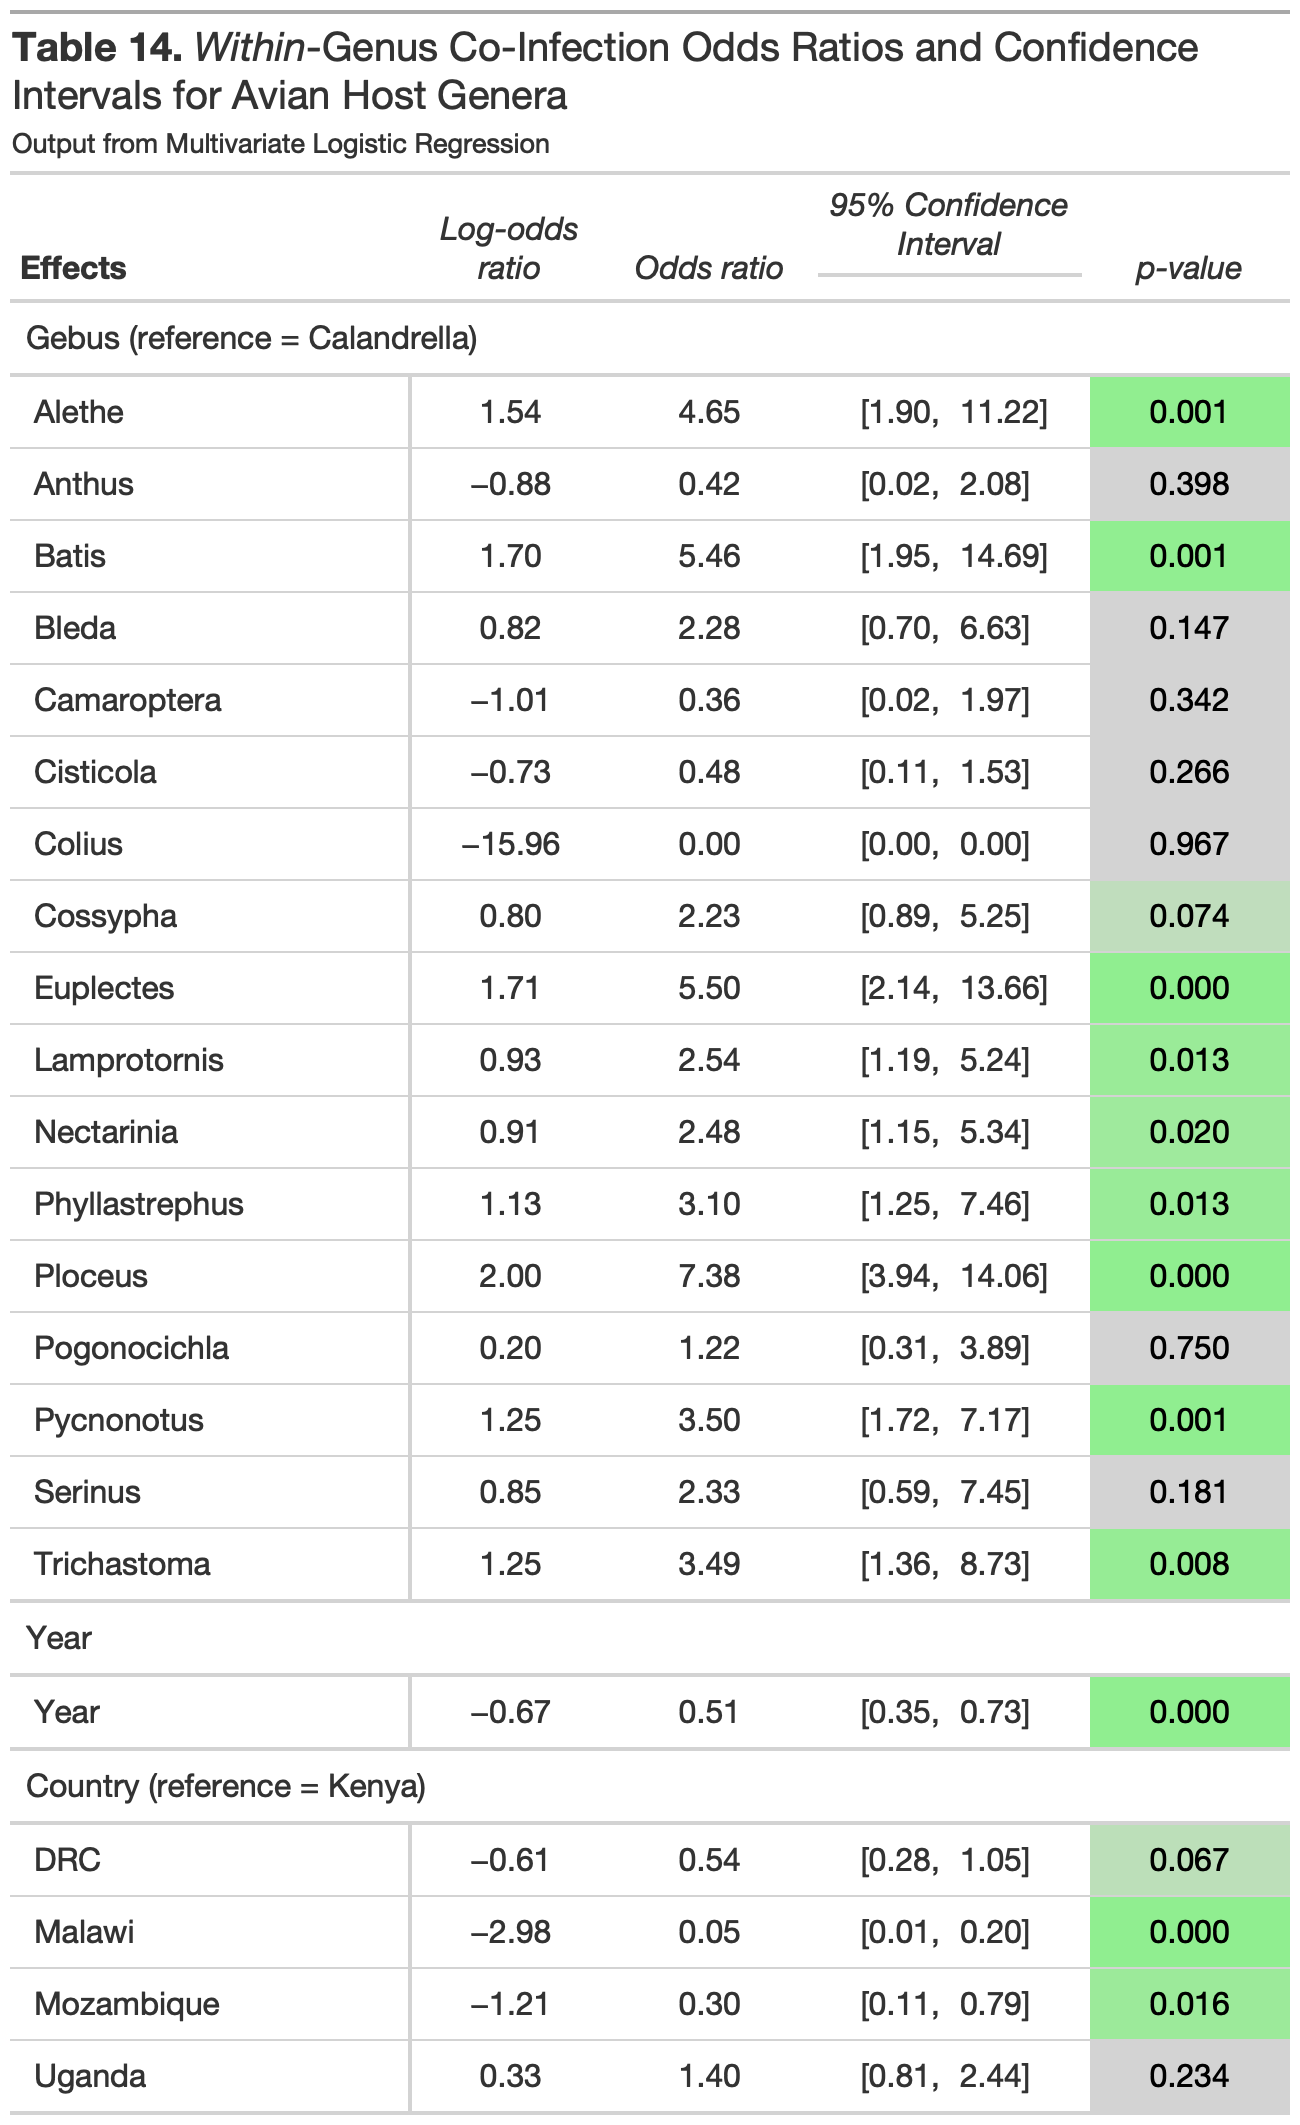 Table 14. Within-Genus Co-Infection Odds Ratios and Confidence
Intervals for Avian Host Genera
Output from Multivariate Logistic Regression
Effects Log-odds ratio Odds ratio 95% Confidence Interval p-value
Gebus (reference = Calandrella)
Alethe 1.54 4.65 [1.90, 11.22] 0.001
Anthus −0.88 0.42 [0.02, 2.08] 0.398
Batis 1.70 5.46 [1.95, 14.69] 0.001
Bleda 0.82 2.28 [0.70, 6.63] 0.147
Camaroptera −1.01 0.36 [0.02, 1.97] 0.342
Cisticola −0.73 0.48 [0.11, 1.53] 0.266
Colius −15.96 0.00 [0.00, 0.00] 0.967
Cossypha 0.80 2.23 [0.89, 5.25] 0.074
Euplectes 1.71 5.50 [2.14, 13.66] 0.000
Lamprotornis 0.93 2.54 [1.19, 5.24] 0.013
Nectarinia 0.91 2.48 [1.15, 5.34] 0.020
Phyllastrephus 1.13 3.10 [1.25, 7.46] 0.013
Ploceus 2.00 7.38 [3.94, 14.06] 0.000
Pogonocichla 0.20 1.22 [0.31, 3.89] 0.750
Pycnonotus 1.25 3.50 [1.72, 7.17] 0.001
Serinus 0.85 2.33 [0.59, 7.45] 0.181
Trichastoma 1.25 3.49 [1.36, 8.73] 0.008
Year
Year −0.67 0.51 [0.35, 0.73] 0.000
Country (reference = Kenya)
DRC −0.61 0.54 [0.28, 1.05] 0.067
Malawi −2.98 0.05 [0.01, 0.20] 0.000
Mozambique −1.21 0.30 [0.11, 0.79] 0.016
Uganda 0.33 1.40 [0.81, 2.44] 0.234